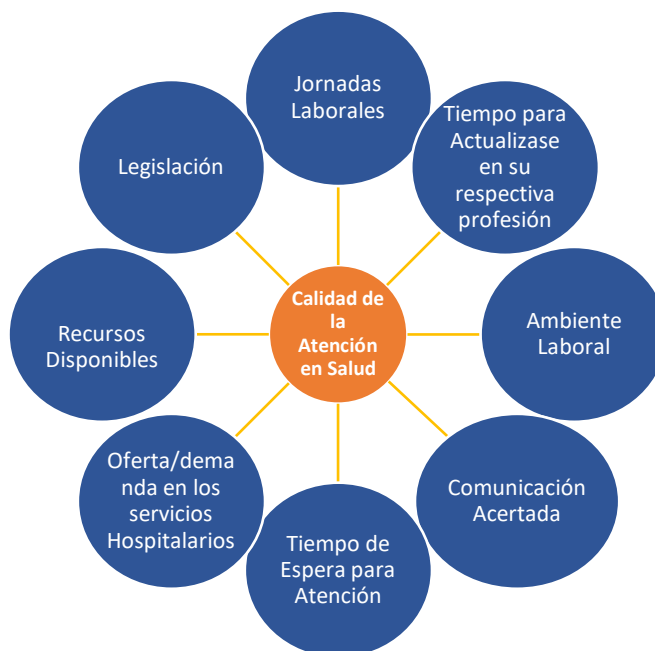 Jornadas
Laborales
Tiempo para
Actualizase
en su
respectiva
profesión
Legislación
Calidad de
la
Atención
en Salud
Ambiente
Laboral
Recursos
Disponibles
Oferta/dema
nda en los
servicios
Hospitalarios
Comunicación
Acertada
Tiempo de
Espera para
Atención